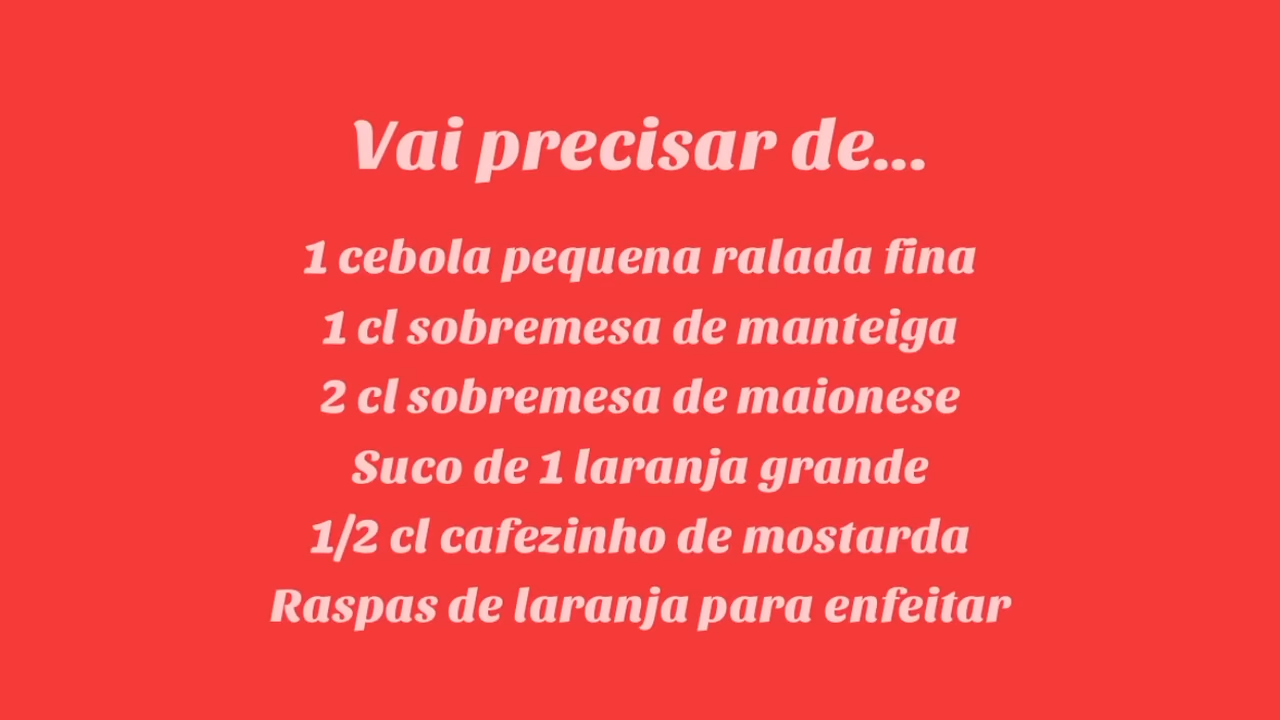 Vai precisar de...
1 cebola pequena ralada fina
1 cl sobremesa de manteiga
2 cl sobremesa de maionese
Suco de 1 laranja grande
1/2 cl cafezinho de mostarda
Raspas de laranja para enfeitar